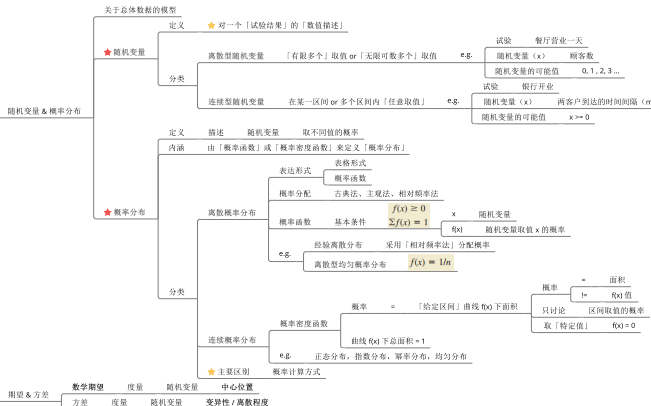 关于总体数据的模型
定义 对一个「试验结果」的「数值描述」
随机变量
试验 餐厅营业一天
离散型随机变量 「有限多个」取值 or「无限可数多个」取值 e.g. 随机变量（x） 顾客数
随机变量的可能值 0, 1 , 2, 3 ...
分类
试验 银行开业
连续型随机变量 在某一区间 or 多个区间内「任意取值」 e.g. 随机变量（x） 两客户到达的时间间隔（m
随机变量的可能值 x >= 0
随机变量 & 概率分布
定义 描述 随机变量 取不同值的概率
内涵 由「概率函数」或「概率密度函数」来定义「概率分布」
概率分布
表达形式 表格形式
概率函数
概率分配 古典法、主观法、相对频率法
离散概率分布
概率函数 基本条件 f(x) ≥ 0
Σf(x) = 1
x 随机变量
f(x) 随机变量取值 x 的概率
e.g. 经验离散分布 采用「相对频率法」分配概率
离散型均匀概率分布 f(x) = 1/n
分类
连续概率分布
概率密度函数
概率 = 「给定区间」曲线 f(x) 下面积
概率 = 面积
!= f(x) 值
只讨论 区间取值的概率
取「特定值」 f(x) = 0
曲线 f(x) 下总面积 = 1
e.g. 正态分布，指数分布，幂率分布，均匀分布
主要区别 概率计算方式
期望 & 方差
数学期望 度量 随机变量 中心位置
方差 度量 随机变量 变异性 / 离散程度